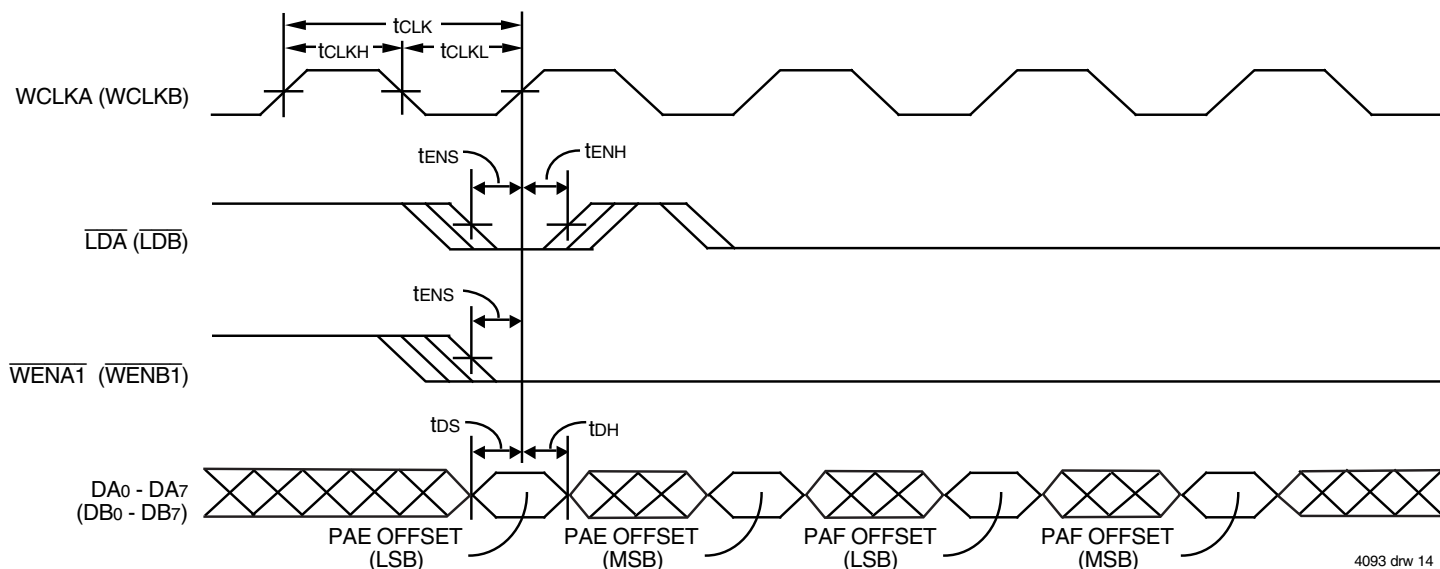 tCLK
tCLKH
tCLKL
WCLKA (WCLKB)
tENS
tENH
LDA (LDB)
tENS
WENA1 (WENB1)
tDS
tDH
DA0 - DA7
(DB0 - DB7)
PAE OFFSET
(LSB)
PAE OFFSET
(MSB)
PAF OFFSET
(LSB)
PAF OFFSET
(MSB)
4093 drw 14